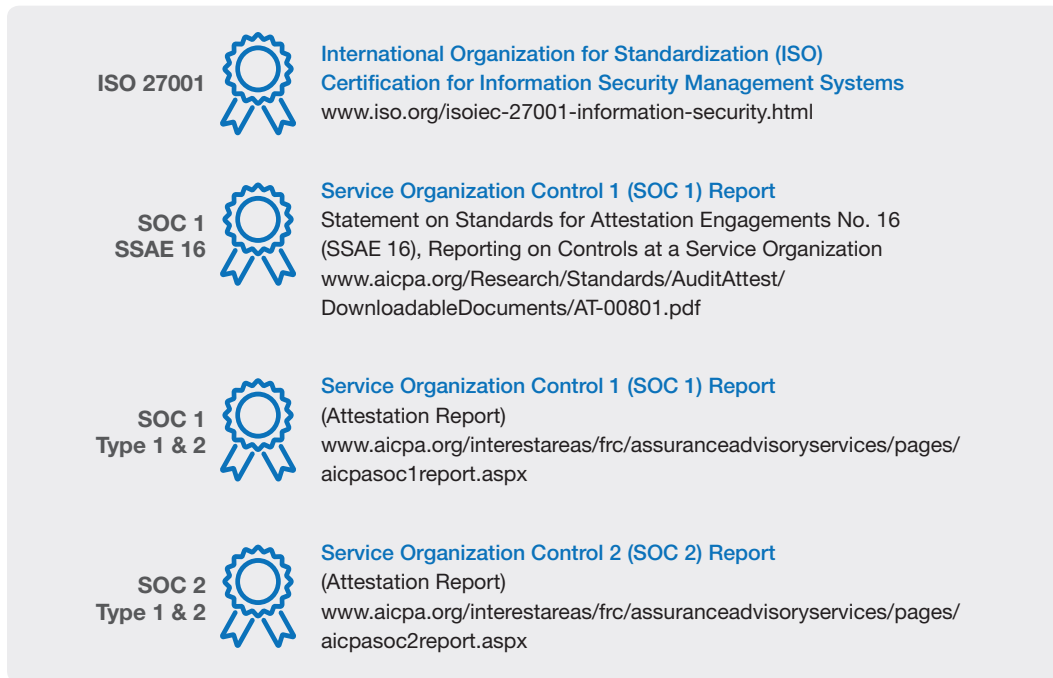 ISO 27001
International Organization for Standardization (ISO)
Certification for Information Security Management Systems
www.iso.org/isoiec-27001-information-security.html
SOC 1
SSAE 16
Service Organization Control 1 (SOC 1) Report
Statement on Standards for Attestation Engagements No. 16
(SSAE 16), Reporting on Controls at a Service Organization
www.aicpa.org/Research/Standards/AuditAttest/
DownloadableDocuments/AT-00801.pdf
SOC 1
Type 1 & 2
Service Organization Control 1 (SOC 1) Report
(Attestation Report)
www.aicpa.org/interestareas/frc/assuranceadvisoryservices/pages/
aicpasoc1report.aspx
SOC 2
Type 1 & 2
Service Organization Control 2 (SOC 2) Report
(Attestation Report)
www.aicpa.org/interestareas/frc/assuranceadvisoryservices/pages/
aicpasoc2report.aspx